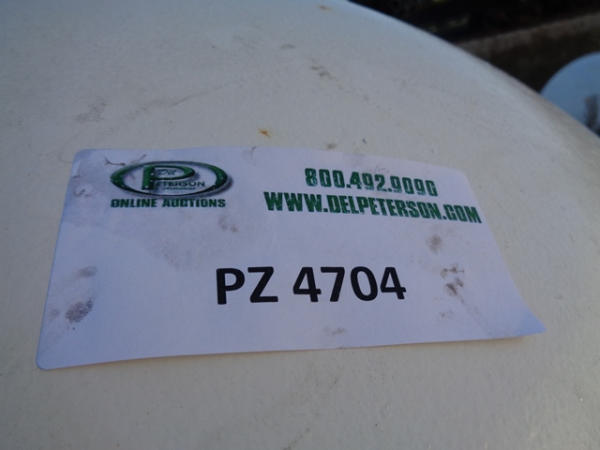 Del
PETERSON
ONLINE AUCTIONS
800.492.9090
WWW.DELPETERSON.COM
PZ 4704